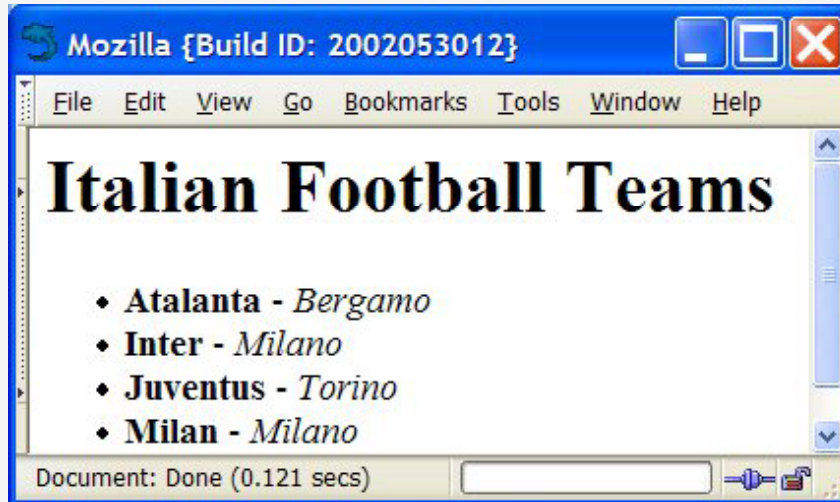 Mozilla {Build ID: 2002053012}
File Edit View Go Bookmarks Tools Window Help
Italian Football Teams
• Atalanta - Bergamo
• Inter - Milano
• Juventus - Torino
• Milan - Milano
Document: Done (0.121 secs)